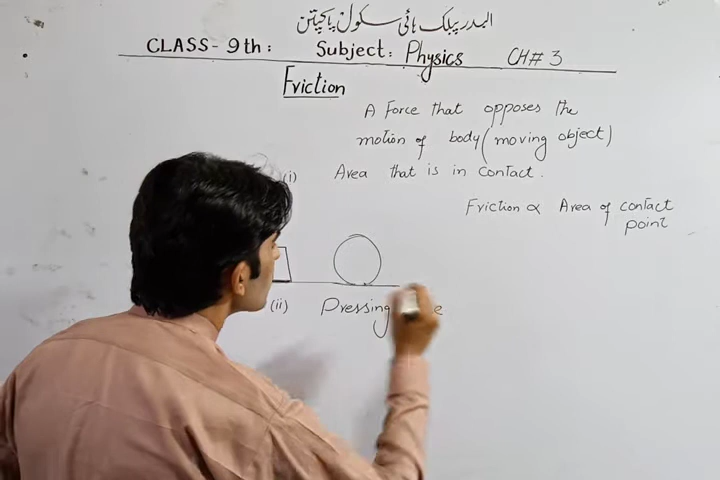 البدر پبلک ہائی سکول پاکپتن
CLASS - 9th : Subject : Physics CH# 3
Friction
A Force that opposes the
motion of body (moving object)
(i) Area that is in contact.
Friction ∝ Area of contact
point
(ii) Pressing